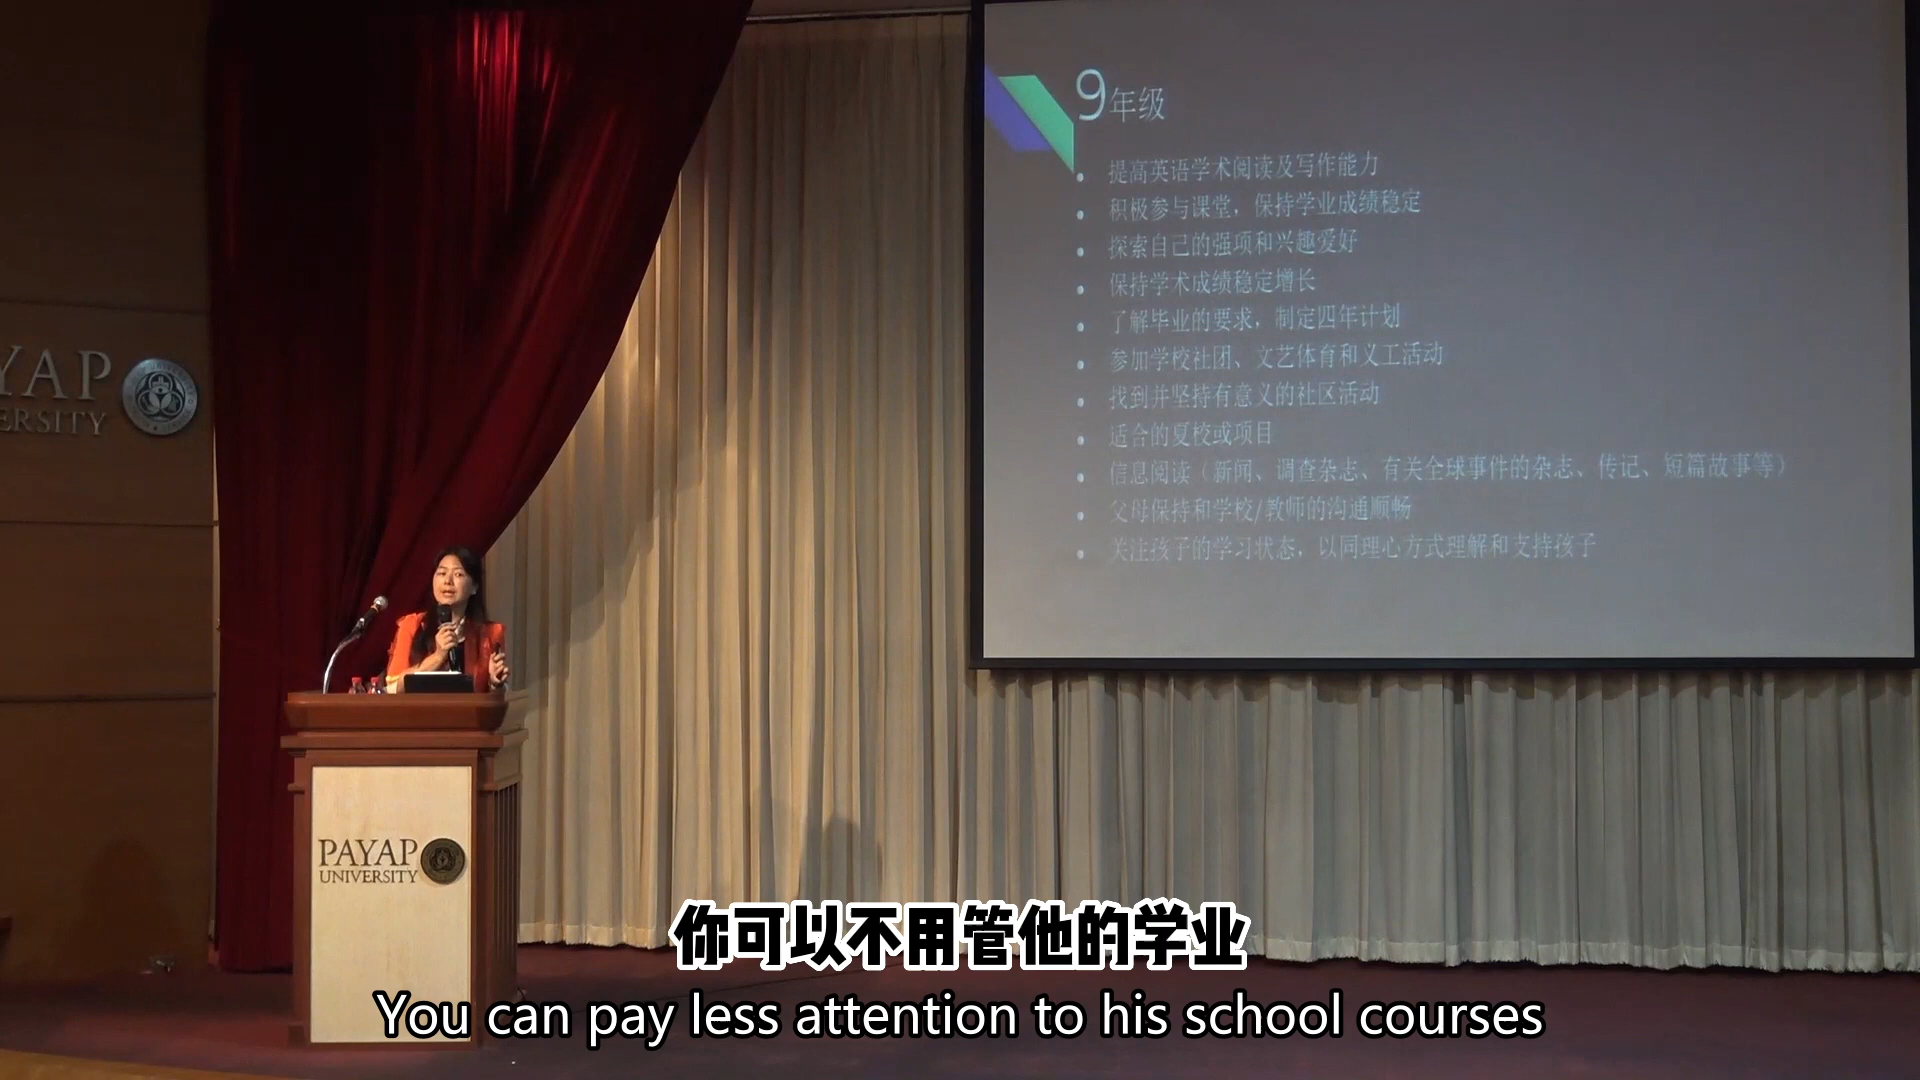 9年级
提高英语学术阅读及写作能力
积极参与课堂，保持学业成绩稳定
探索自己的强项和兴趣爱好
保持学术成绩稳定增长
了解毕业的要求，制定四年计划
参加学校社团、文艺体育和义工活动
找到并坚持有意义的社区活动
适合的夏校或项目
信息阅读（新闻、调查杂志、有关全球事件的杂志、传记、短篇故事等）
父母保持和学校/教师的沟通顺畅
关注孩子的学习状态，以同理心方式理解和支持孩子
YAP
ERSITY
PAYAP
UNIVERSITY
你可以不用管他的学业
You can pay less attention to his school courses